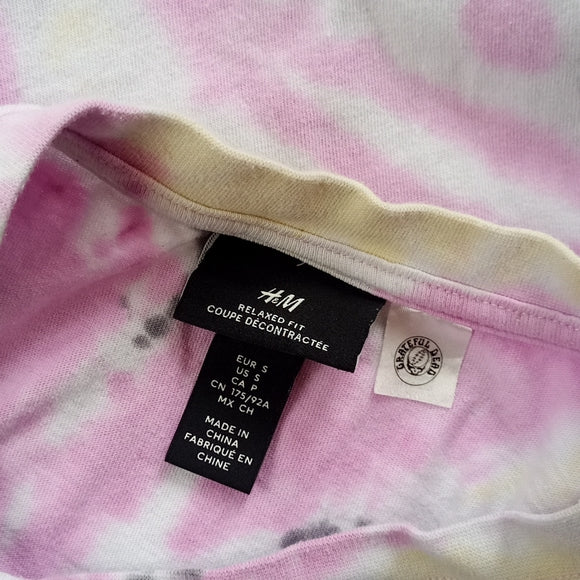 H&M
RELAXED FIT
COUPE DÉCONTRACTÉE
EUR S
US S
CA P
CN 175/92A
MX CH
MADE IN
CHINA
FABRIQUÉ EN
CHINE
GRATEFUL DEAD